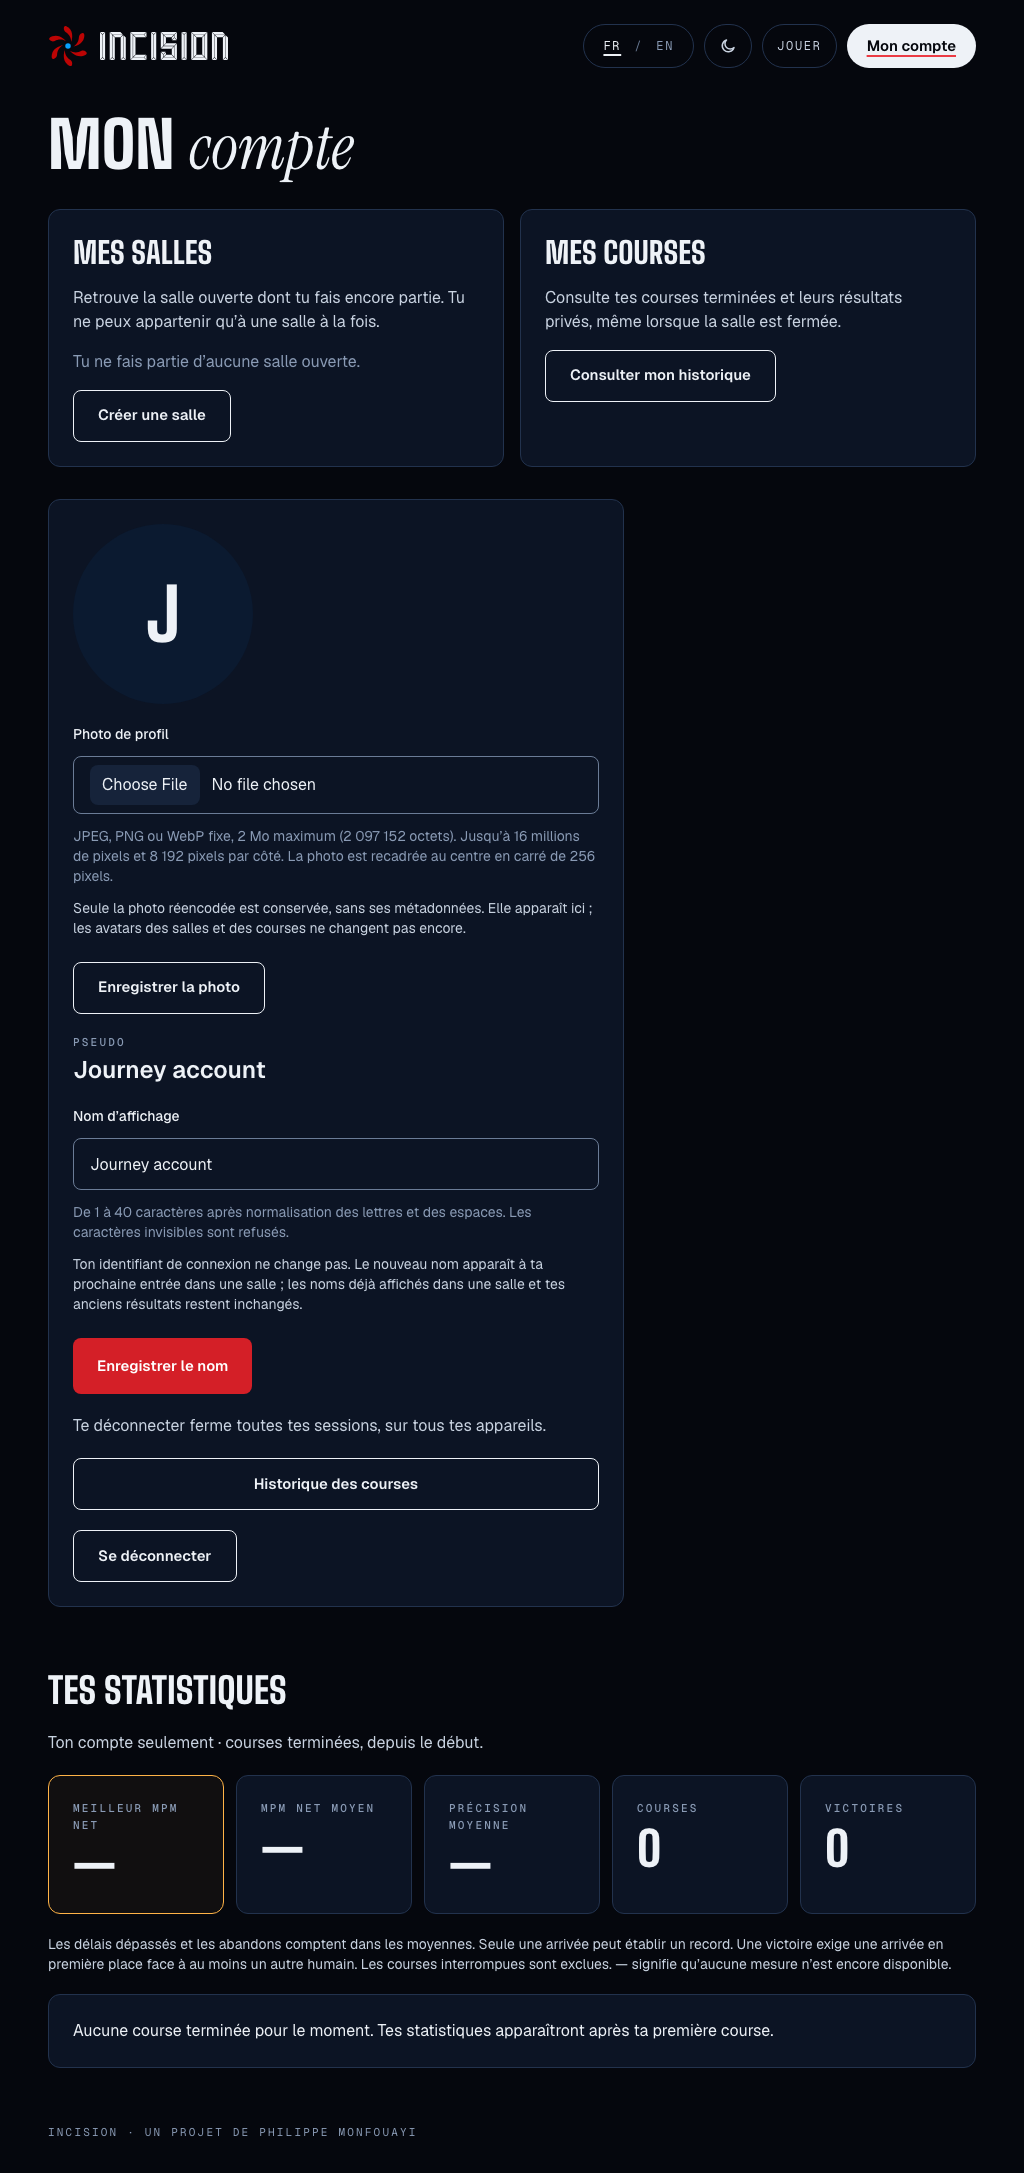 INCISION
FR / EN
JOUER
Mon compte
MON compte
MES SALLES
Retrouve la salle ouverte dont tu fais encore partie. Tu
ne peux appartenir qu’à une salle à la fois.
Tu ne fais partie d’aucune salle ouverte.
Créer une salle
MES COURSES
Consulte tes courses terminées et leurs résultats
privés, même lorsque la salle est fermée.
Consulter mon historique
J
Photo de profil
Choose File No file chosen
JPEG, PNG ou WebP fixe, 2 Mo maximum (2 097 152 octets). Jusqu’à 16 millions
de pixels et 8 192 pixels par côté. La photo est recadrée au centre en carré de 256
pixels.
Seule la photo réencodée est conservée, sans ses métadonnées. Elle apparaît ici ;
les avatars des salles et des courses ne changent pas encore.
Enregistrer la photo
PSEUDO
Journey account
Nom d’affichage
Journey account
De 1 à 40 caractères après normalisation des lettres et des espaces. Les
caractères invisibles sont refusés.
Ton identifiant de connexion ne change pas. Le nouveau nom apparaît à ta
prochaine entrée dans une salle ; les noms déjà affichés dans une salle et tes
anciens résultats restent inchangés.
Enregistrer le nom
Te déconnecter ferme toutes tes sessions, sur tous tes appareils.
Historique des courses
Se déconnecter
TES STATISTIQUES
Ton compte seulement · courses terminées, depuis le début.
MEILLEUR MPM
NET
—
MPM NET MOYEN
—
PRÉCISION
MOYENNE
—
COURSES
0
VICTOIRES
0
Les délais dépassés et les abandons comptent dans les moyennes. Seule une arrivée peut établir un record. Une victoire exige une arrivée en
première place face à au moins un autre humain. Les courses interrompues sont exclues. — signifie qu’aucune mesure n’est encore disponible.
Aucune course terminée pour le moment. Tes statistiques apparaîtront après ta première course.
INCISION · UN PROJET DE PHILIPPE MONFOUAYI